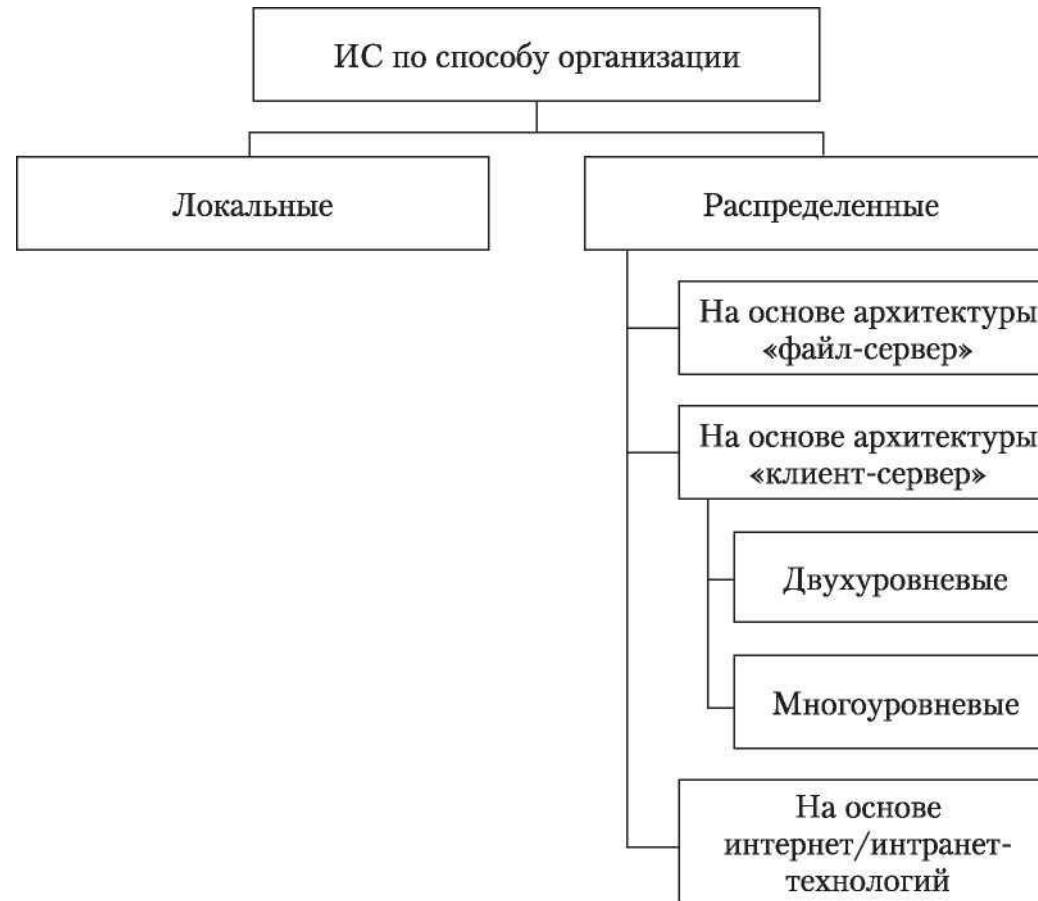 ИС по способу организации
Локальные
Распределенные
На основе архитектуры
«файл-сервер»
На основе архитектуры
«клиент-сервер»
Двухуровневые
Многоуровневые
На основе
интернет/интранет-
технологий